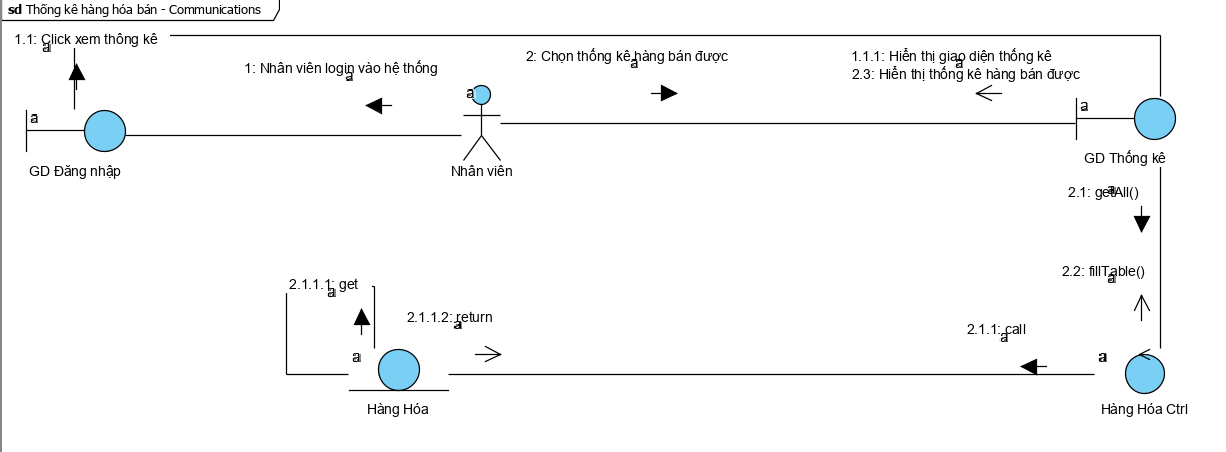 sd Thống kê hàng hóa bán - Communications
1.1: Click xem thông kê
a
1: Nhân viên login vào hệ thống
a
2: Chọn thống kê hàng bán được
a
1.1.1: Hiển thị giao diện thống kê
a
2.3: Hiển thị thống kê hàng bán được
a
a
a
GD Đăng nhập
Nhân viên
GD Thống kê
2.1: getAll()
a
2.2: fillTable()
a
2.1.1.1: get
a
2.1.1.2: return
a
2.1.1: call
a
a
a
Hàng Hóa
Hàng Hóa Ctrl